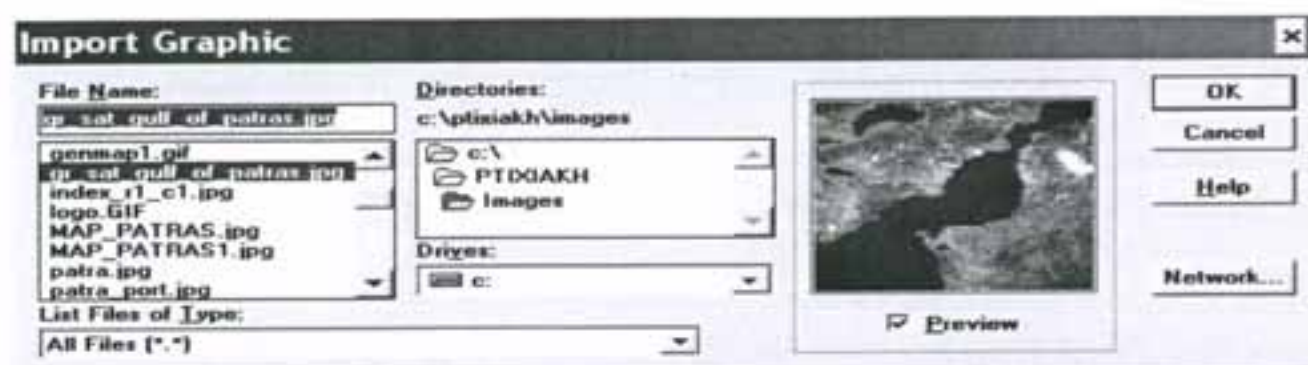 Import Graphic
File Name:
gr_sat_gulf_of_patras.jpg
genmap1.gif
gr_sat_gulf_of_patras.jpg
index_r1_c1.jpg
logo.GIF
MAP_PATRAS.jpg
MAP_PATRAS1.jpg
patra.jpg
patra_port.jpg
List Files of Type:
All Files (*.*)
Directories:
c:\ptixiakh\images
c:\
PTIXIAKH
Images
Drives:
c:
Preview
OK
Cancel
Help
Network...